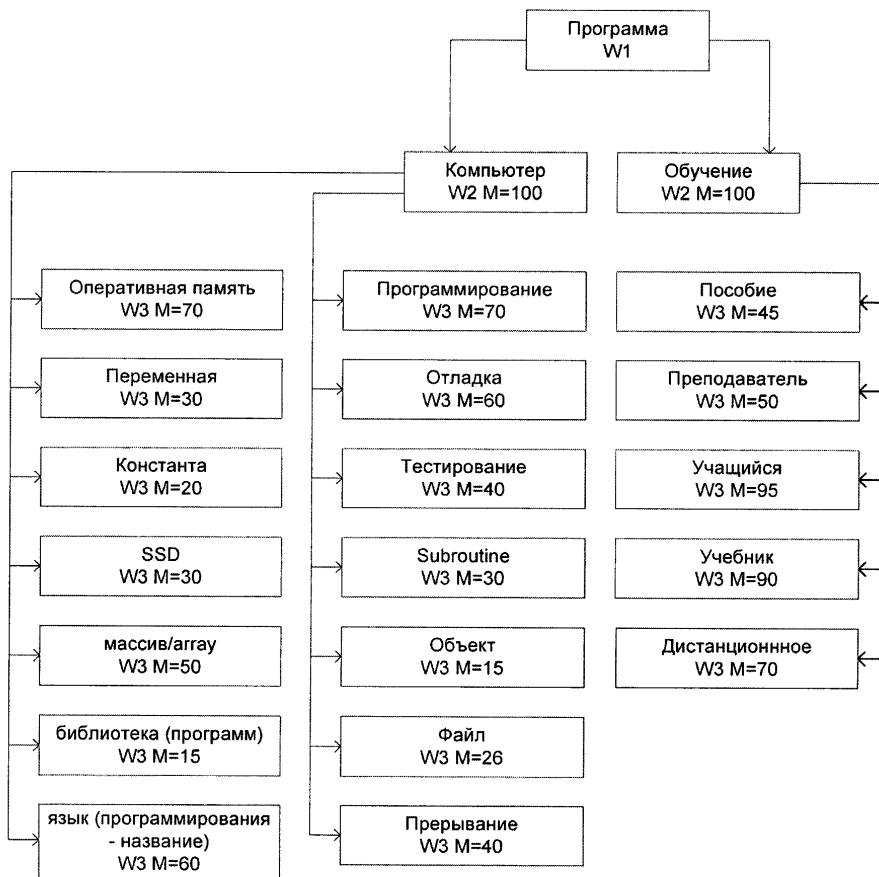 Программа
W1
Компьютер
W2 M=100
Обучение
W2 M=100
Оперативная память
W3 M=70
Переменная
W3 M=30
Константа
W3 M=20
SSD
W3 M=30
массив/array
W3 M=50
библиотека (программ)
W3 M=15
язык (программирования
- название)
W3 M=60
Программирование
W3 M=70
Отладка
W3 M=60
Тестирование
W3 M=40
Subroutine
W3 M=30
Объект
W3 M=15
Файл
W3 M=26
Прерывание
W3 M=40
Пособие
W3 M=45
Преподаватель
W3 M=50
Учащийся
W3 M=95
Учебник
W3 M=90
Дистанционнное
W3 M=70